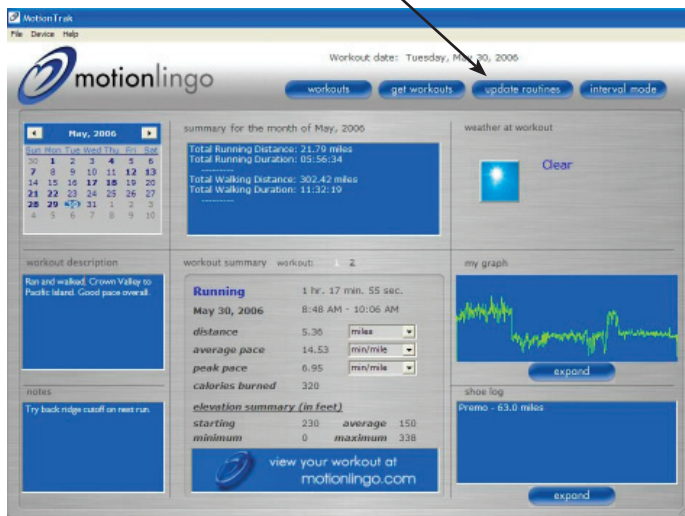 MotionTrak
File Device Help
motionlingo
Workout date: Tuesday, May 30, 2006
workouts get workouts update routines interval mode
May, 2006
Sun Mon Tue Wed Thu Fri Sat
30 1 2 3 4 5 6
7 8 9 10 11 12 13
14 15 16 17 18 19 20
21 22 23 24 25 26 27
28 29 30 31 1 2 3
4 5 6 7 8 9 10
summary for the month of May, 2006
Total Running Distance: 21.79 miles
Total Running Duration: 05:56:34
----------
Total Walking Distance: 302.42 miles
Total Walking Duration: 11:32:19
----------
weather at workout
Clear
workout description
Ran and walked, Crown Valley to
Pacific Island. Good pace overall.
notes
Try back ridge cutoff on next run.
workout summary workout: 1 2
Running 1 hr. 17 min. 55 sec.
May 30, 2006 8:48 AM - 10:06 AM
distance 5.36 miles
average pace 14.53 min/mile
peak pace 6.95 min/mile
calories burned 320
elevation summary (in feet)
starting 230 average 150
minimum 0 maximum 338
view your workout at
motionlingo.com
my graph
expand
shoe log
Premo - 63.0 miles
expand